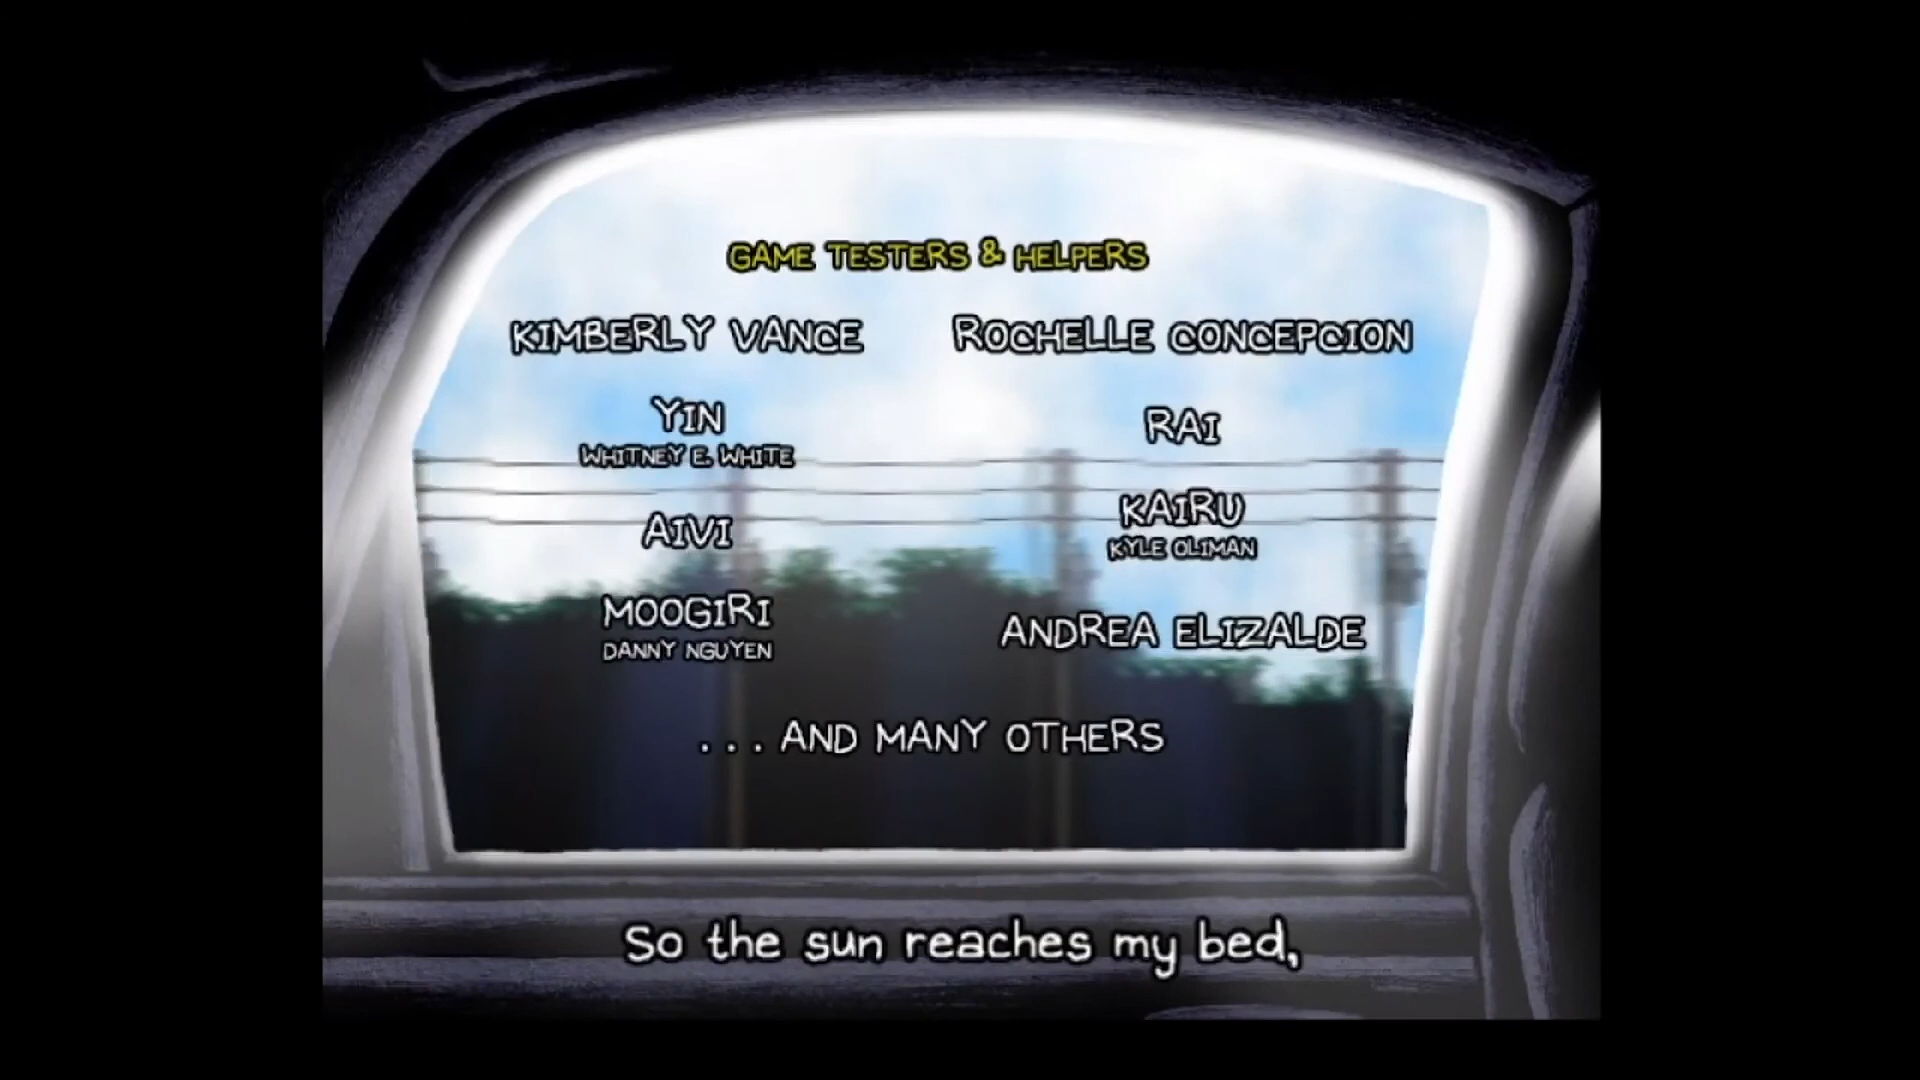 GAME TESTERS & HELPERS
KIMBERLY VANCE
ROCHELLE CONCEPCION
YIN
WHITNEY E. WHITE
RAI
AIVI
KAIRU
KYLE OLIMAN
MOOGIRI
DANNY NGUYEN
ANDREA ELIZALDE
. . . AND MANY OTHERS
So the sun reaches my bed,